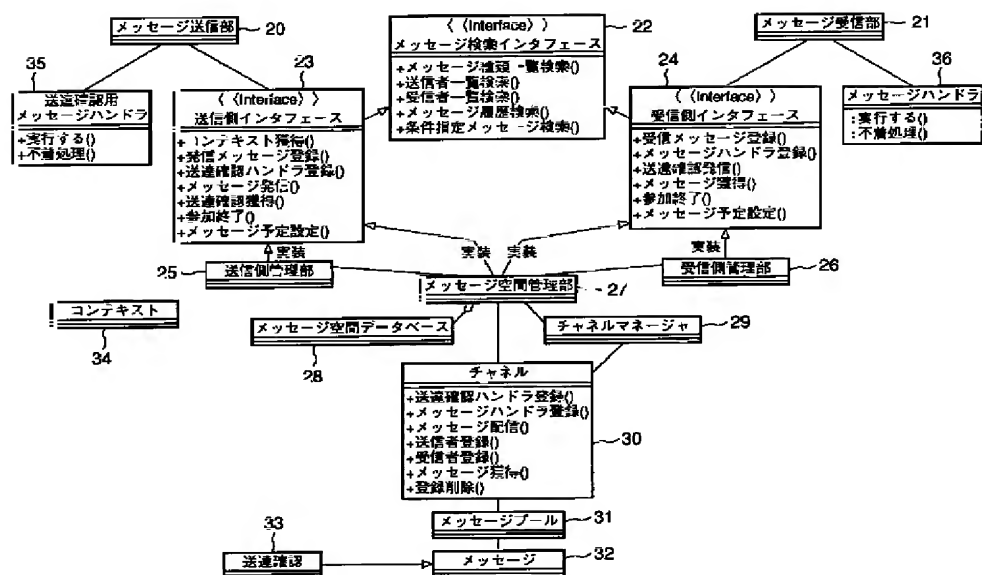 メッセージ送信部
20
35
送達確認用
メッセージハンドラ
+実行する()
+不着処理()
23
《〈Interface〉〉
送信側インタフェース
+コンテキスト獲得()
+発信メッセージ登録()
+送達確認ハンドラ登録()
+メッセージ発信()
+送達確認獲得()
+参加終了()
+メッセージ予定設定()
〈〈Interface〉〉
22
メッセージ検索インタフェース
+メッセージ種類一覧検索()
+送信者一覧検索()
+受信者一覧検索()
+メッセージ履歴検索()
+条件指定メッセージ検索()
メッセージ受信部
21
24
〈〈Interface〉〉
受信側インタフェース
+受信メッセージ登録()
+メッセージハンドラ登録()
+送達確認発信()
+メッセージ獲得()
+参加終了()
+メッセージ予定設定()
36
メッセージハンドラ
:実行する()
:不着処理()
実装
実装
実装
実装
25
送信側管理部
受信側管理部
26
メッセージ空間管理部
27
コンテキスト
34
メッセージ空間データベース
28
チャネルマネージャ
29
チャネル
+送達確認ハンドラ登録()
+メッセージハンドラ登録()
+メッセージ配信()
+送信者登録()
+受信者登録()
+メッセージ獲得()
+登録削除()
30
メッセージプール
31
33
送達確認
メッセージ
32